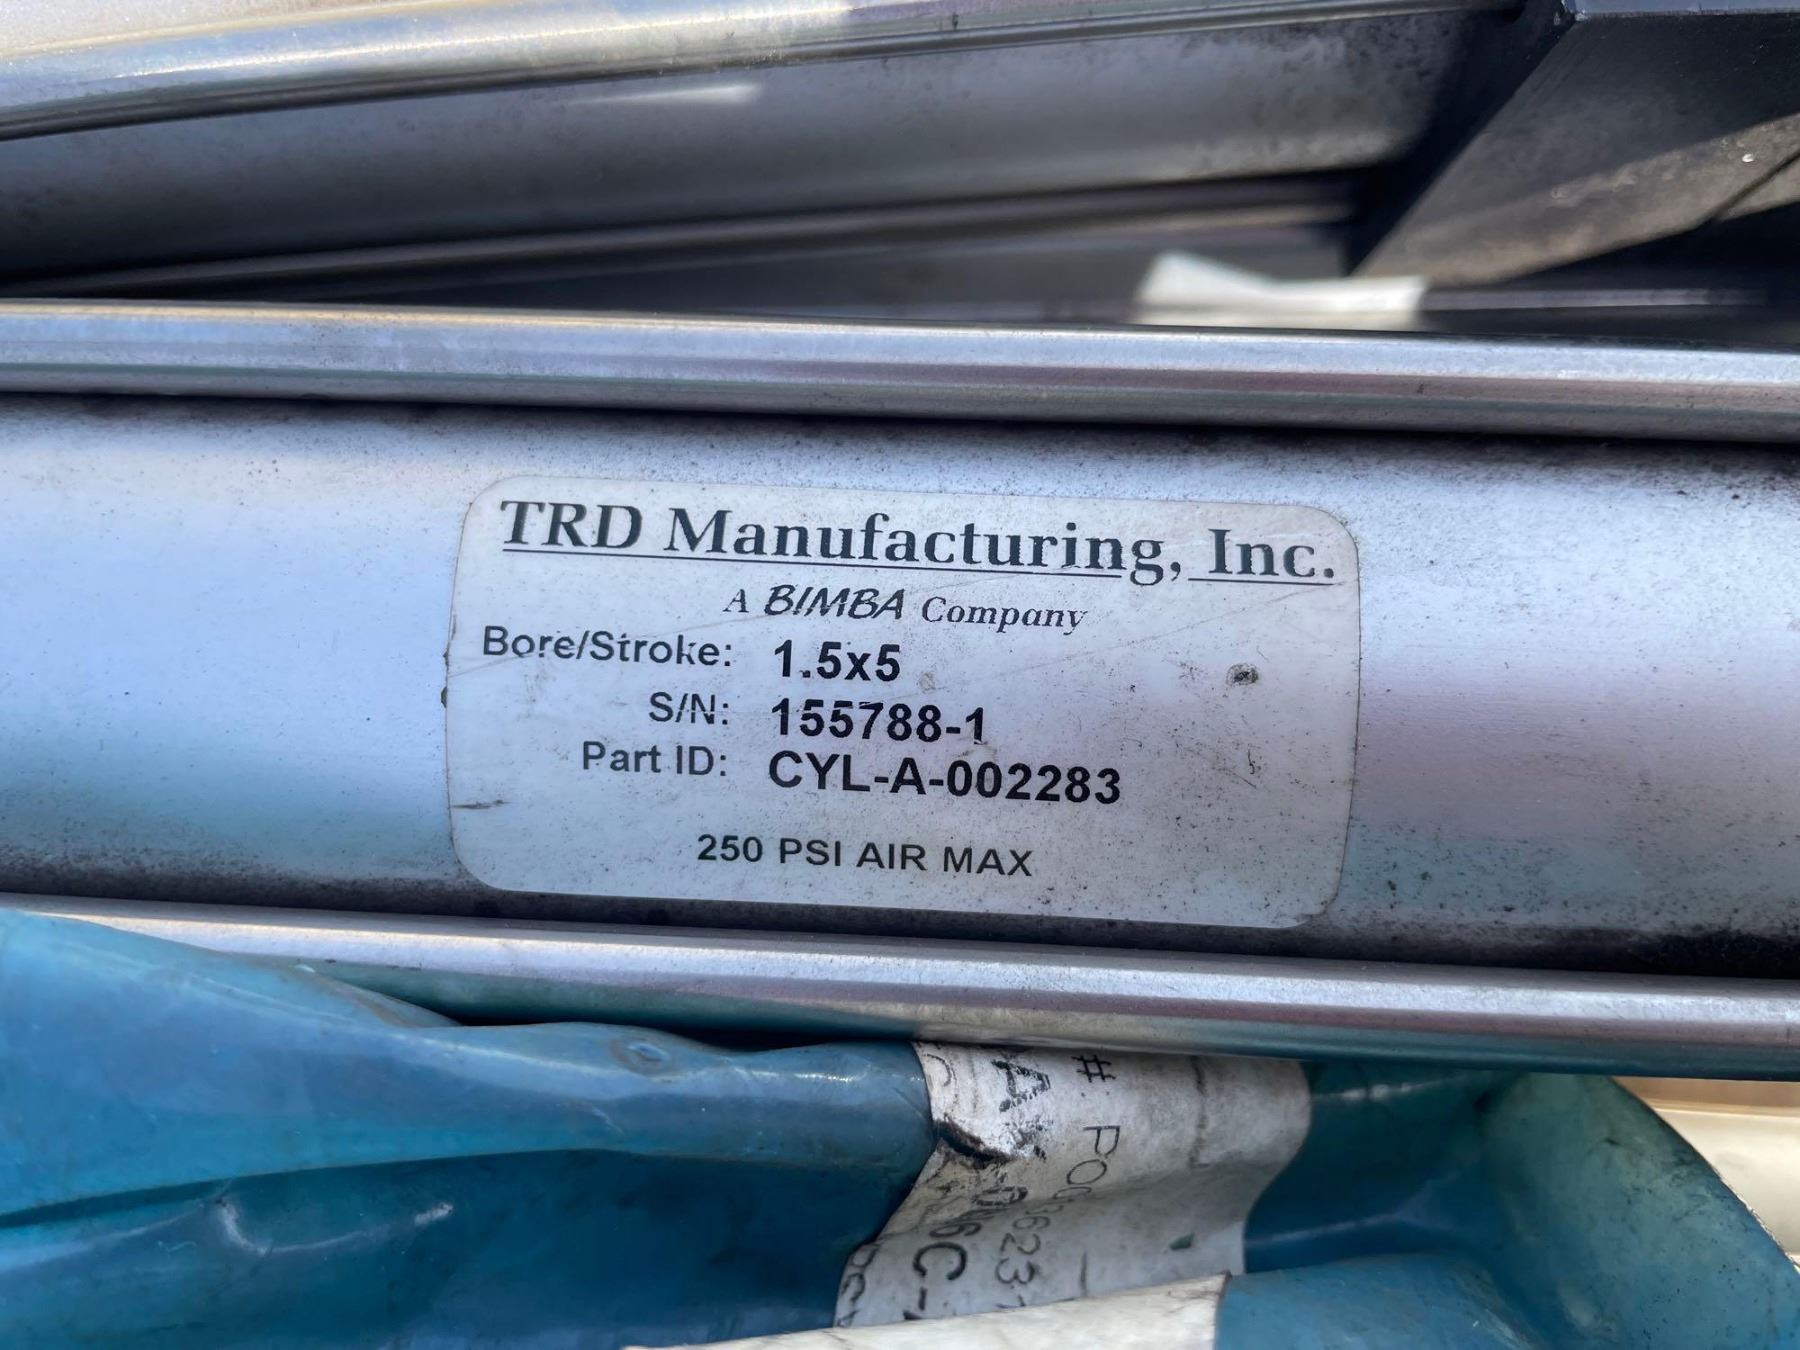 TRD Manufacturing, Inc.
A BIMBA Company
Bore/Stroke: 1.5x5
S/N: 155788-1
Part ID: CYL-A-002283
250 PSI AIR MAX